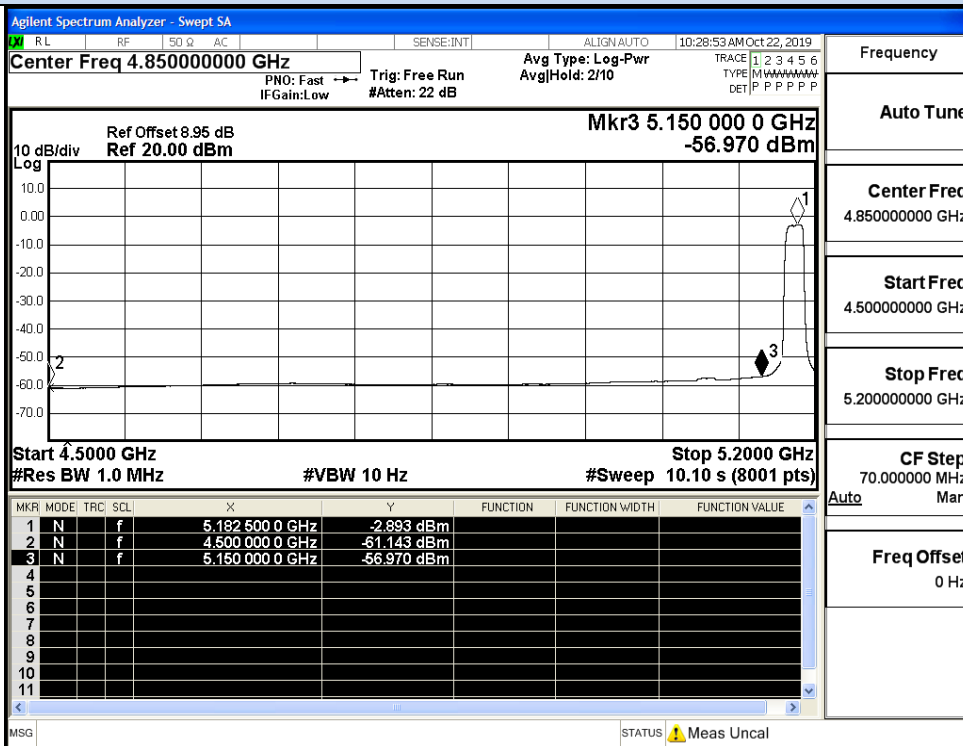 Agilent Spectrum Analyzer - Swept SA
LXI RL RF 50 Ω AC SENSE:INT ALIGN AUTO 10:28:53 AM Oct 22, 2019
Center Freq 4.850000000 GHz
PNO: Fast
IFGain:Low
Trig: Free Run
#Atten: 22 dB
Avg Type: Log-Pwr
Avg|Hold: 2/10
TRACE 1 2 3 4 5 6
TYPE M WWWWW
DET P P P P P P
Mkr3 5.150 000 0 GHz
-56.970 dBm
Ref Offset 8.95 dB
10 dB/div Ref 20.00 dBm
Log
10.0
0.00
-10.0
-20.0
-30.0
-40.0
-50.0
-60.0
-70.0
1
2
3
Start 4.5000 GHz Stop 5.2000 GHz
#Res BW 1.0 MHz #VBW 10 Hz #Sweep 10.10 s (8001 pts)
MKR MODE TRC SCL X Y FUNCTION FUNCTION WIDTH FUNCTION VALUE
1 N f 5.182 500 0 GHz -2.893 dBm
2 N f 4.500 000 0 GHz -61.143 dBm
3 N f 5.150 000 0 GHz -56.970 dBm
4
5
6
7
8
9
10
11
MSG STATUS Meas Uncal
Frequency
Auto Tune
Center Freq
4.850000000 GHz
Start Freq
4.500000000 GHz
Stop Freq
5.200000000 GHz
CF Step
70.000000 MHz
Auto Man
Freq Offset
0 Hz